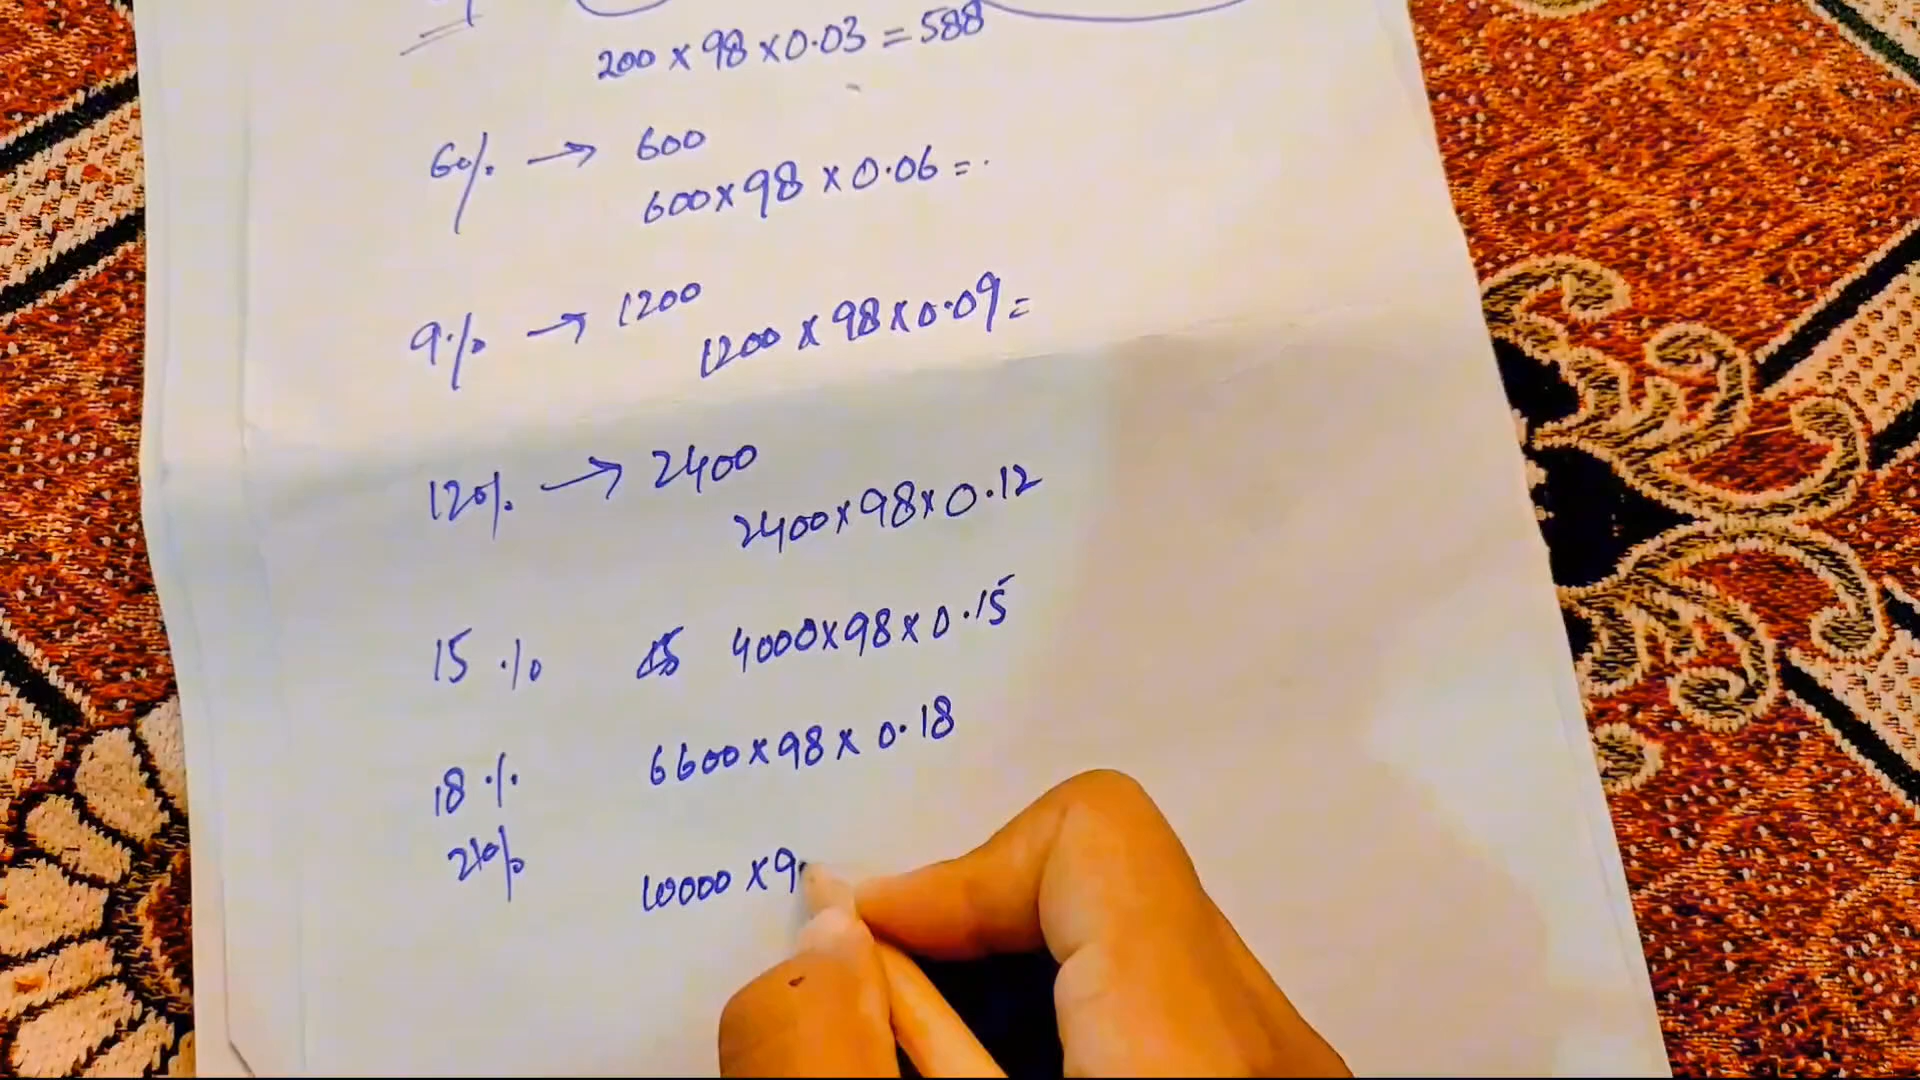 200 × 98 × 0.03 = 588
6% → 600
600 × 98 × 0.06 =
9% → 1200
1200 × 98 × 0.09 =
12% → 2400
2400 × 98 × 0.12
15 % 4000 × 98 × 0.15
18 % 6600 × 98 × 0.18
21% 10000 × 9